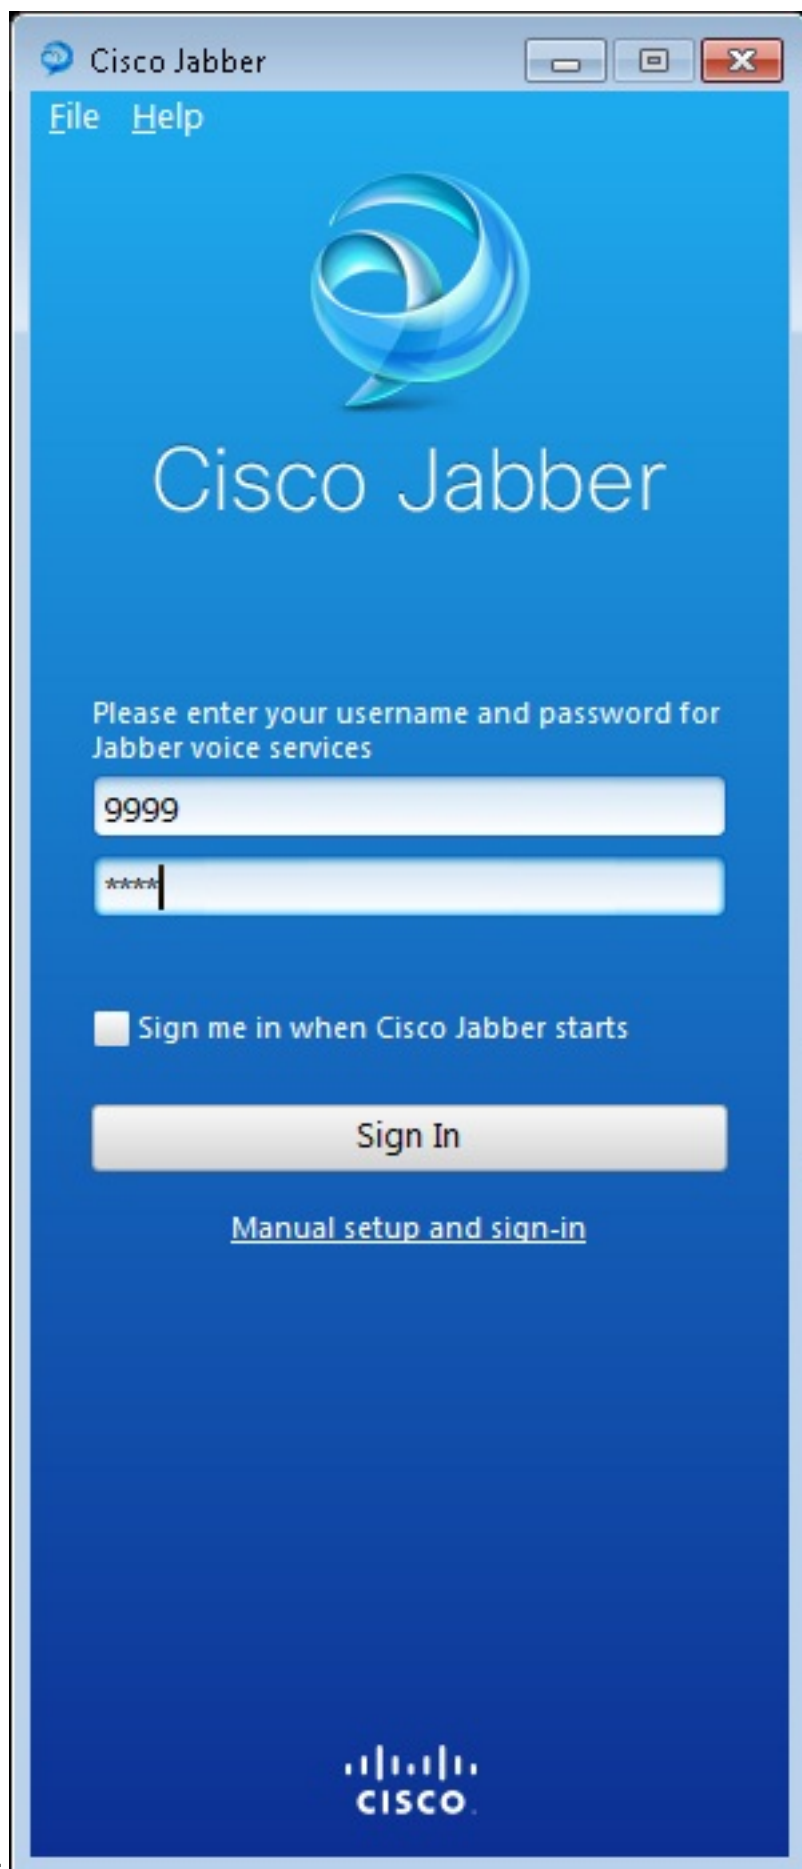 Cisco Jabber
File Help
Cisco Jabber
Please enter your username and password for
Jabber voice services
9999
****
Sign me in when Cisco Jabber starts
Sign In
Manual setup and sign-in
CISCO.